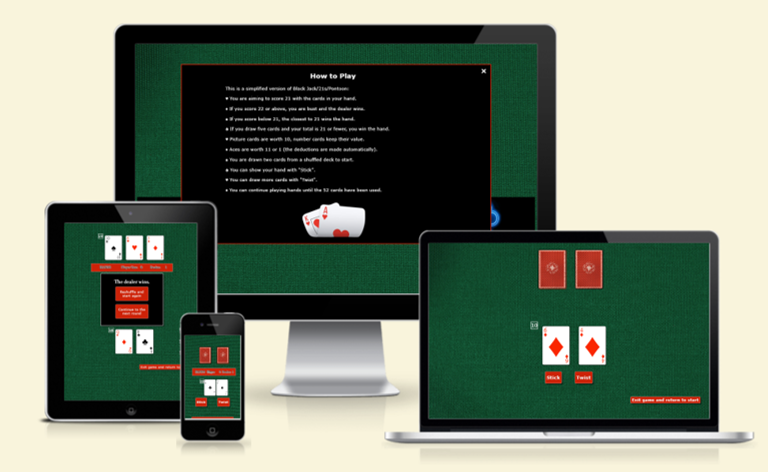 How to Play
×
This is a simplified version of Black Jack/21s/Pontoon:
♥ You are aiming to score 21 with the cards in your hand.
♦ If you score 22 or above, you are bust and the dealer wins.
♣ If you score below 21, the closest to 21 wins the hand.
♠ If you draw five cards and your total is 21 or fewer, you win the hand.
♥ Picture cards are worth 10, number cards keep their value.
♦ Aces are worth 11 or 1 (the deductions are made automatically).
♣ You are drawn two cards from a shuffled deck to start.
♠ You can show your hand with "Stick".
♥ You can draw more cards with "Twist".
♦ You can continue playing hands until the 52 cards have been used.
The dealer wins.
Reshuffle and
start again
Continue to the
next round
Exit game and return to
Stick
Twist
Stick
Twist
Exit game and return to start